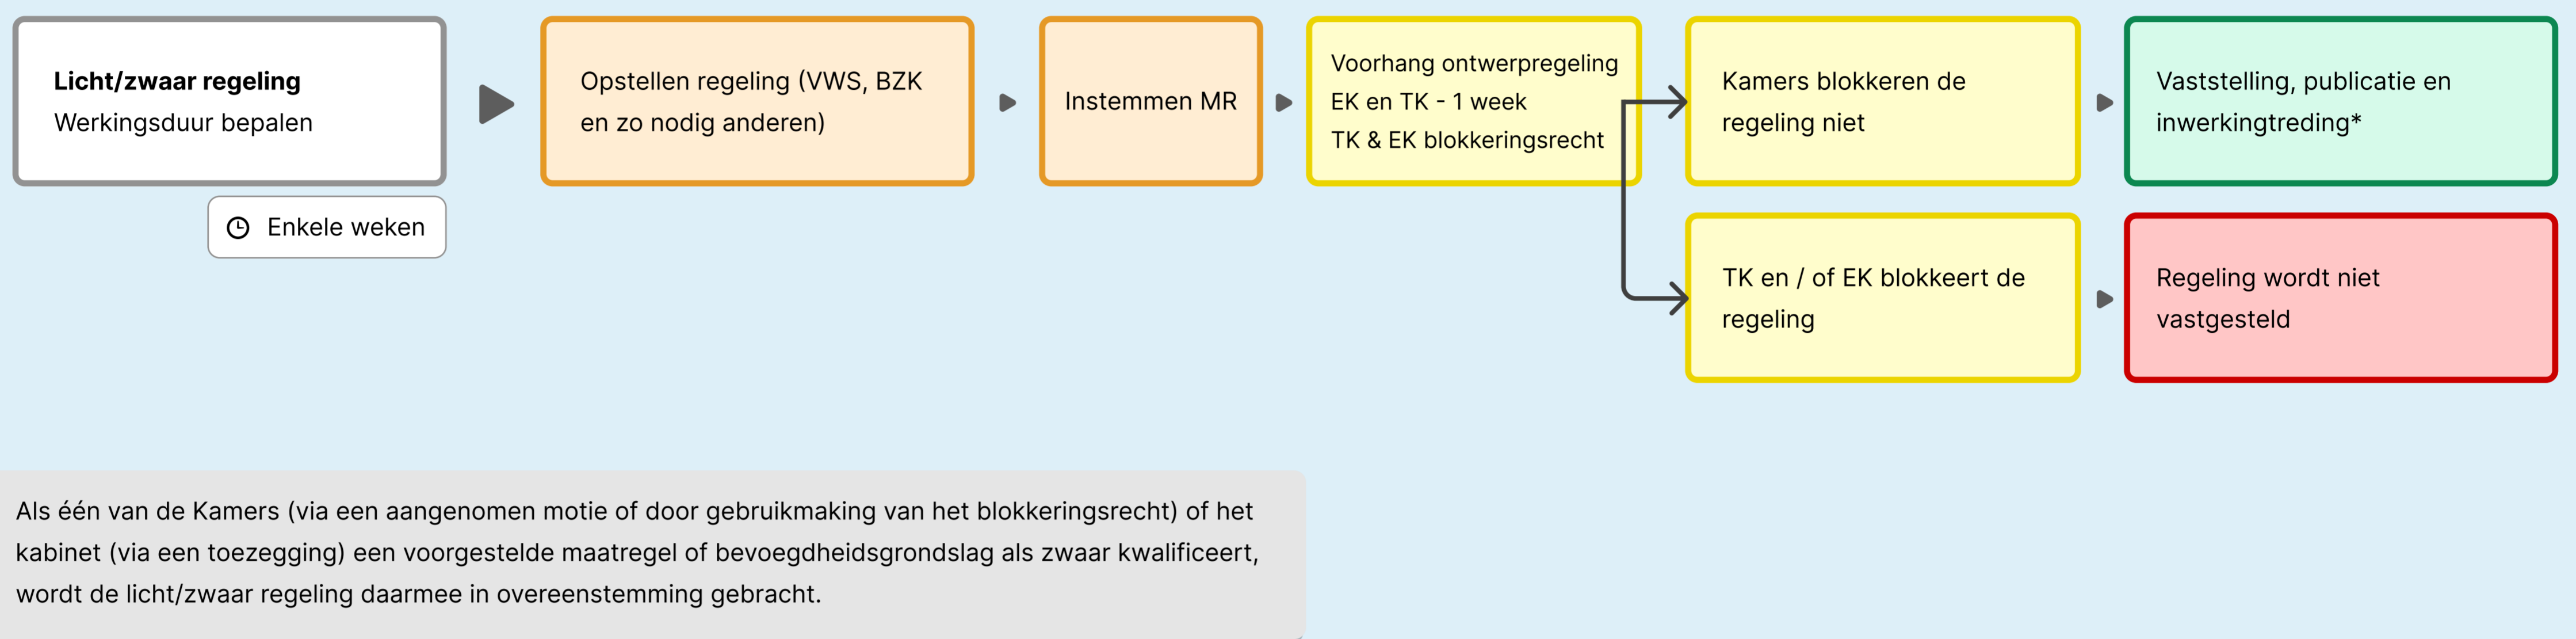 Licht/zwaar regeling
Werkingsduur bepalen
Enkele weken
Opstellen regeling (VWS, BZK
en zo nodig anderen)
Instemmen MR
Voorhang ontwerpregeling
EK en TK - 1 week
TK & EK blokkeringsrecht
Kamers blokkeren de
regeling niet
Vaststelling, publicatie en
inwerkingtreding*
TK en / of EK blokkeert de
regeling
Regeling wordt niet
vastgesteld
Als één van de Kamers (via een aangenomen motie of door gebruikmaking van het blokkeringsrecht) of het
kabinet (via een toezegging) een voorgestelde maatregel of bevoegdheidsgrondslag als zwaar kwalificeert,
wordt de licht/zwaar regeling daarmee in overeenstemming gebracht.